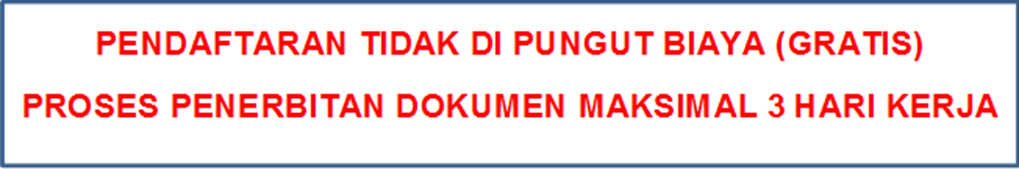 PENDAFTARAN TIDAK DI PUNGUT BIAYA (GRATIS)
PROSES PENERBITAN DOKUMEN MAKSIMAL 3 HARI KERJA